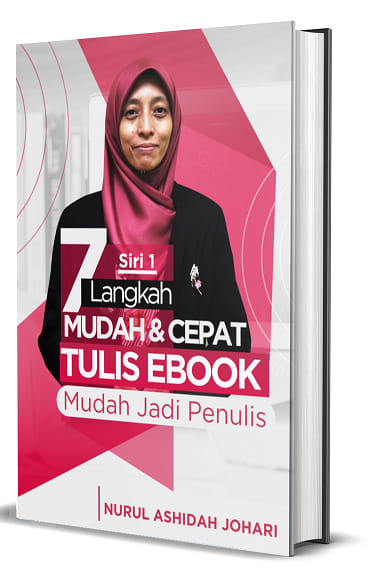 Siri 1
7 Langkah
MUDAH & CEPAT
TULIS EBOOK
Mudah Jadi Penulis
NURUL ASHIDAH JOHARI